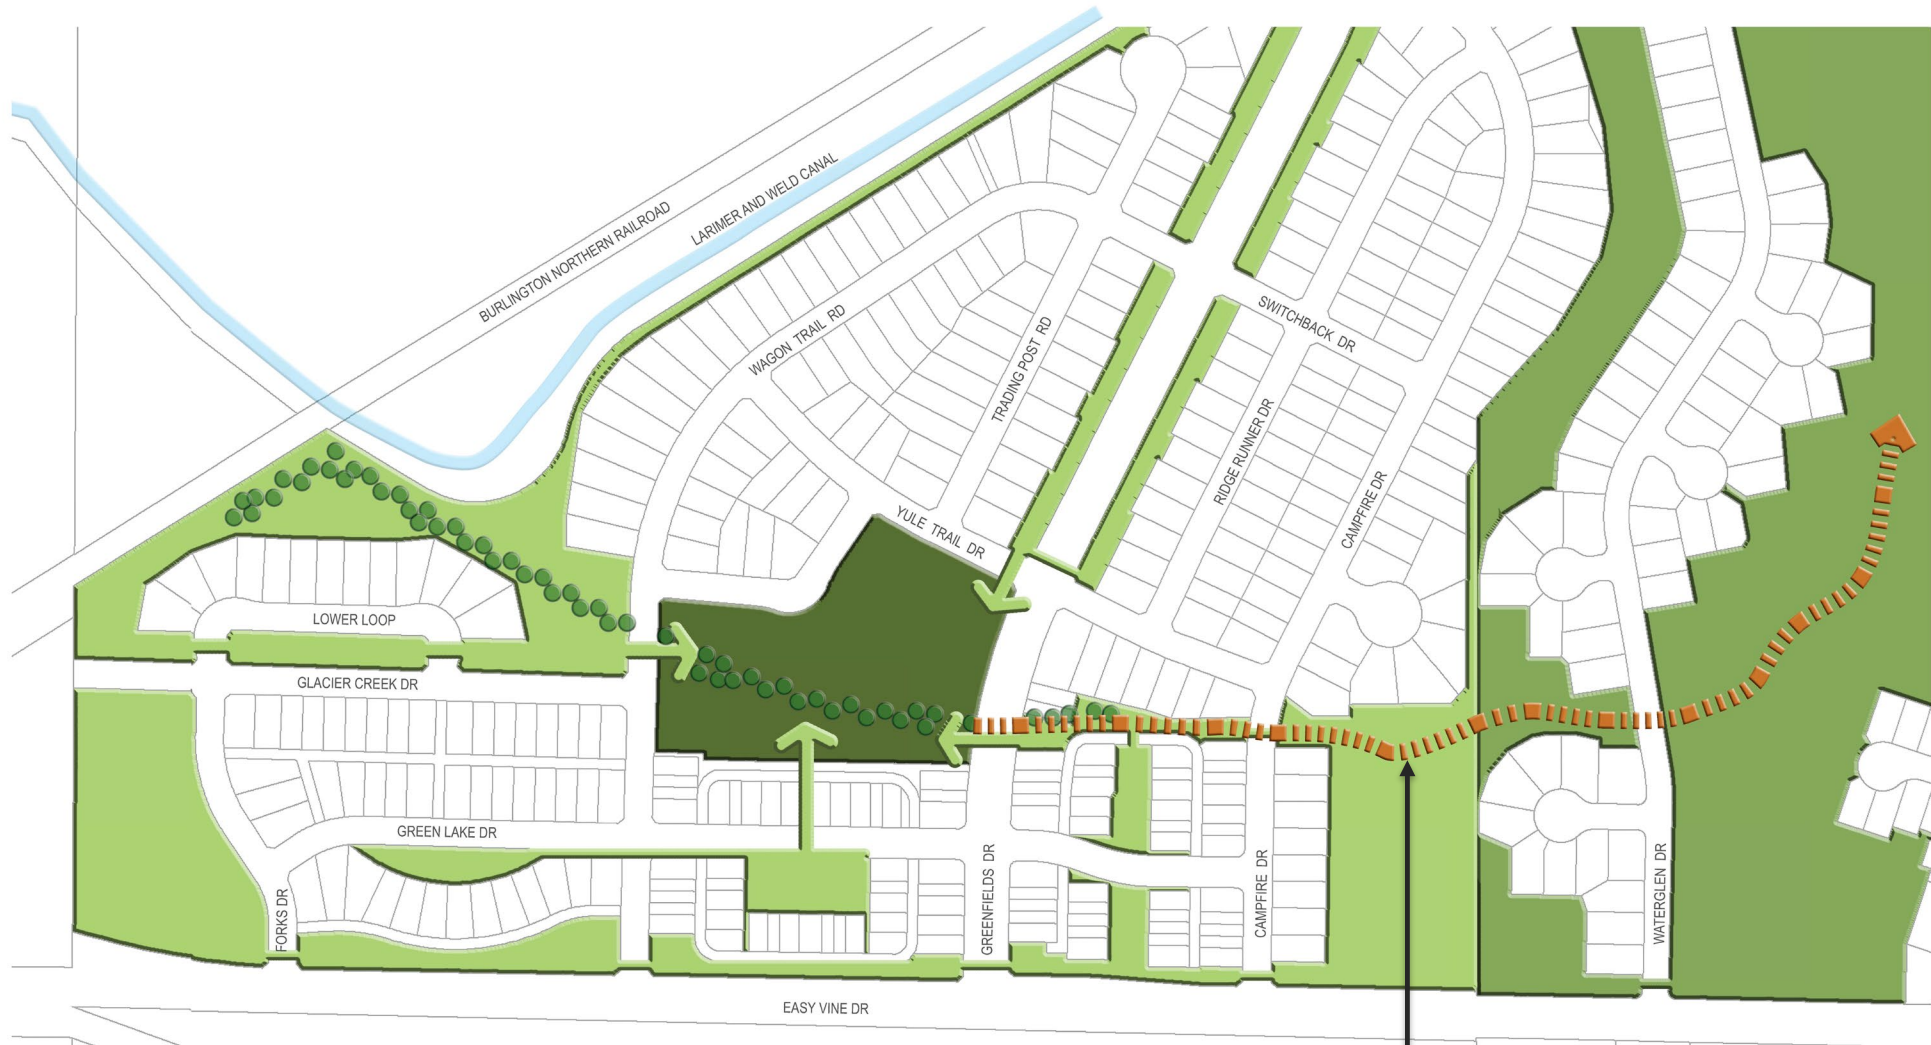 BURLINGTON NORTHERN RAILROAD
LARIMER AND WELD CANAL
WAGON TRAIL RD
TRADING POST RD
SWITCHBACK DR
RIDGE RUNNER DR
CAMPFIRE DR
YULE TRAIL DR
LOWER LOOP
GLACIER CREEK DR
GREEN LAKE DR
FORKS DR
GREENFIELDS DR
CAMPFIRE DR
WATERGLEN DR
EASY VINE DR